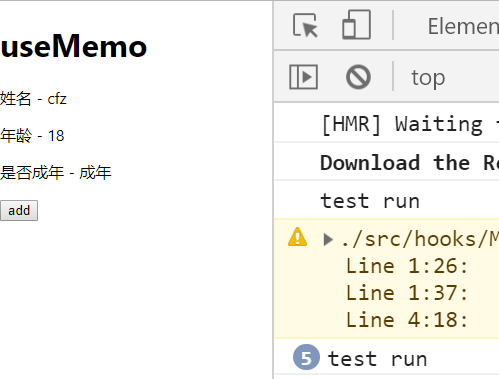 useMemo
姓名 - cfz
年龄 - 18
是否成年 - 成年
add
Elemen
top
[HMR] Waiting
Download the Re
test run
./src/hooks/M
Line 1:26:
Line 1:37:
Line 4:18:
5 test run